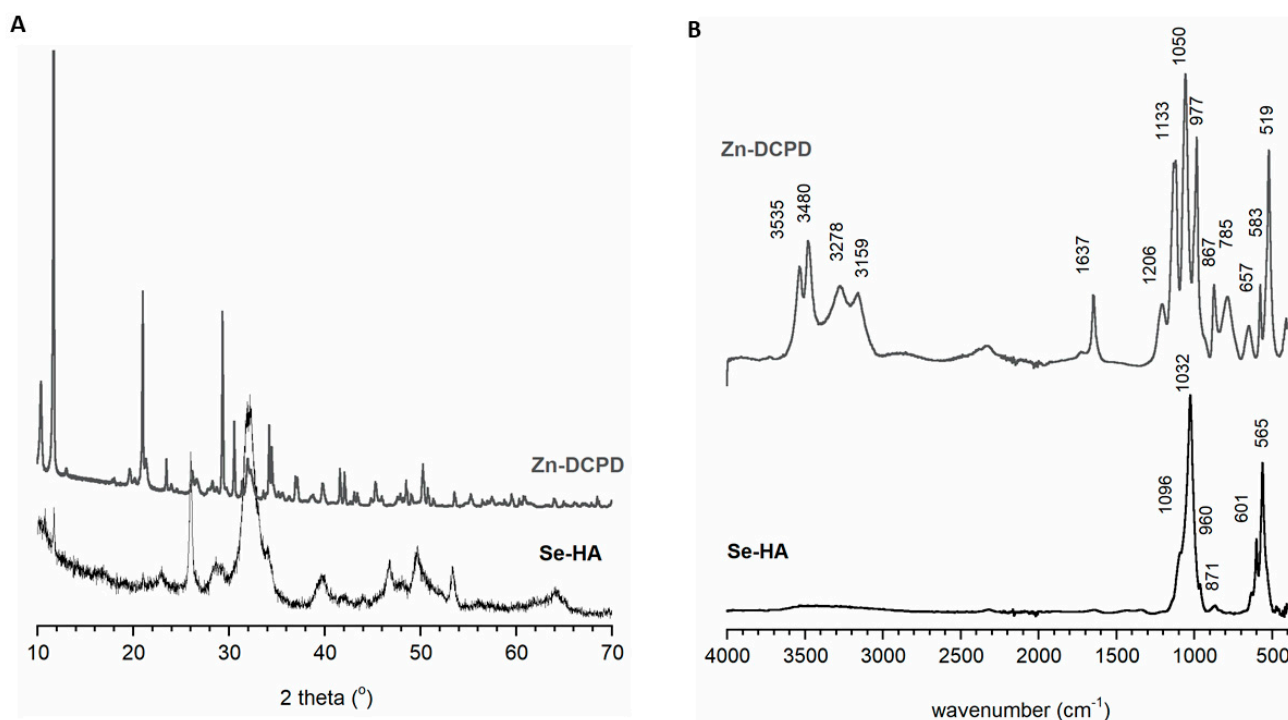 A
Zn-DCPD
Se-HA
10 20 30 40 50 60 70
2 theta (°)
B
1050
1133
977
519
Zn-DCPD
3535
3480
3278
3159
1637
1206
867
785
657
583
1032
565
1096
960
871
601
Se-HA
4000 3500 3000 2500 2000 1500 1000 500
wavenumber (cm⁻¹)